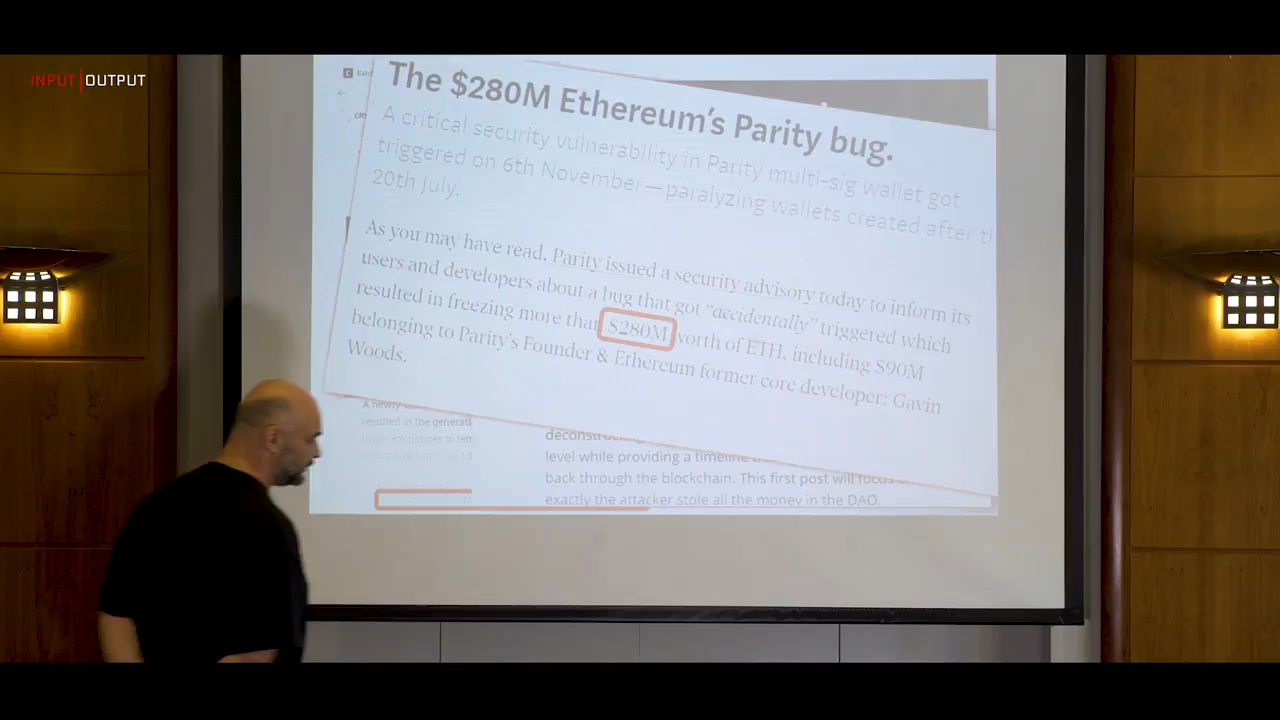 INPUT|OUTPUT
The $280M Ethereum's Parity bug.
A critical security vulnerability in Parity multi-sig wallet got
triggered on 6th November — paralyzing wallets created after
20th July.
As you may have read, Parity issued a security advisory today to inform its
users and developers about a bug that got "accidentally" triggered which
resulted in freezing more than $280M worth of ETH, including $90M
belonging to Parity's Founder & Ethereum former core developer: Gavin
Woods.
A newly
resulted in the
level while providing a timeline
back through the blockchain. This first post will focus
exactly the attacker stole all the money in the DAO.